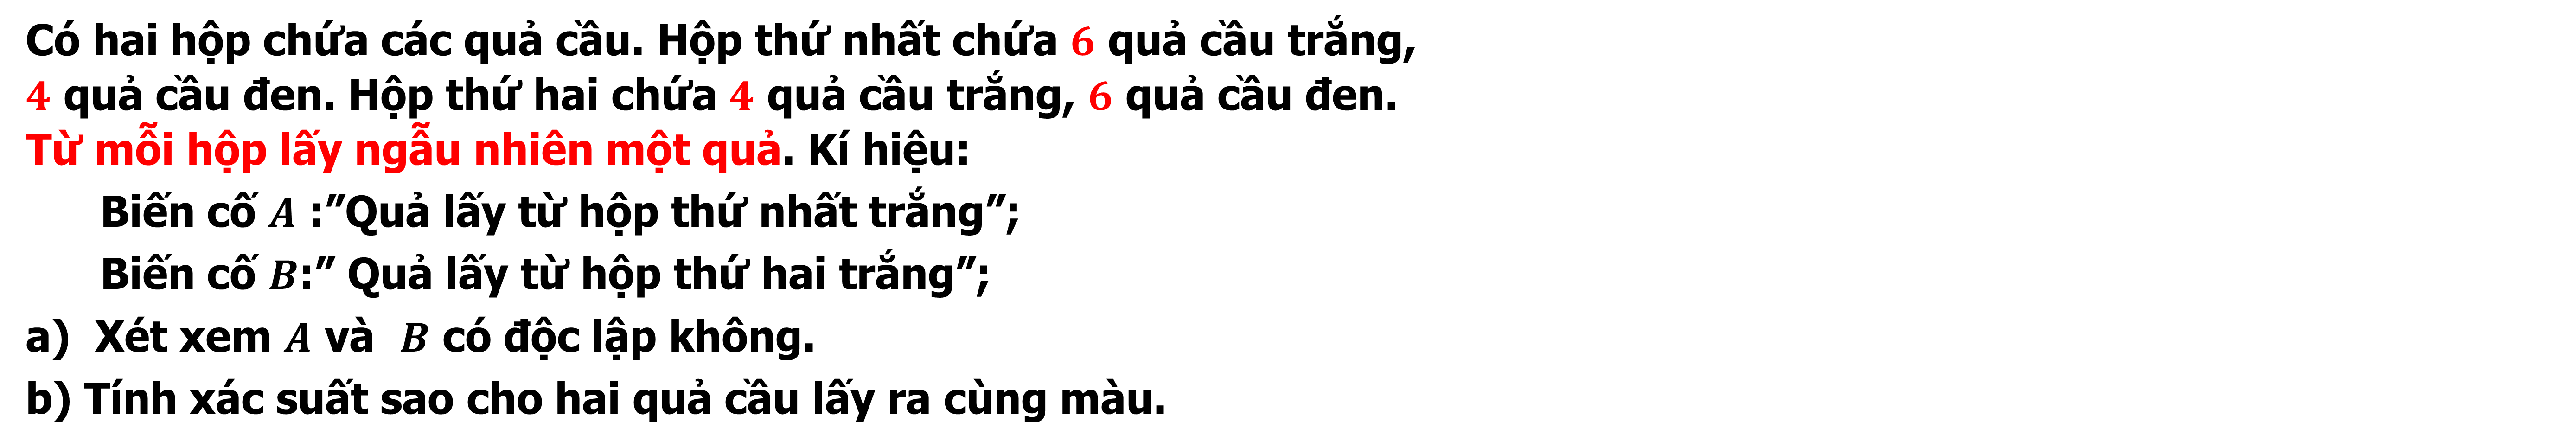 Có hai hộp chứa các quả cầu. Hộp thứ nhất chứa 6 quả cầu trắng,
4 quả cầu đen. Hộp thứ hai chứa 4 quả cầu trắng, 6 quả cầu đen.
Từ mỗi hộp lấy ngẫu nhiên một quả. Kí hiệu:
Biến cố A :″Quả lấy từ hộp thứ nhất trắng″;
Biến cố B:″ Quả lấy từ hộp thứ hai trắng″;
a) Xét xem A và B có độc lập không.
b) Tính xác suất sao cho hai quả cầu lấy ra cùng màu.